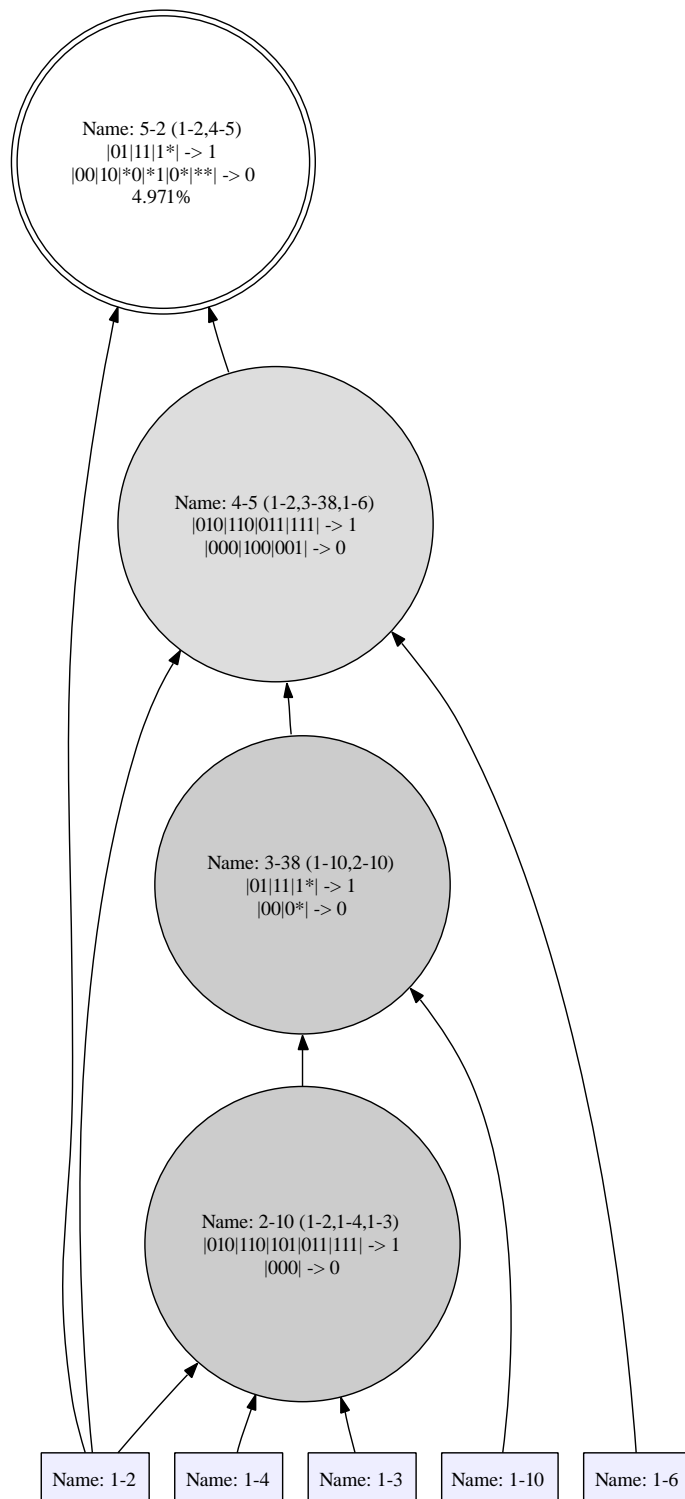 Name: 5-2 (1-2,4-5)
|01|11|1*| -> 1
|00|10|*0|*1|0*|**| -> 0
4.971%
Name: 4-5 (1-2,3-38,1-6)
|010|110|011|111| -> 1
|000|100|001| -> 0
Name: 3-38 (1-10,2-10)
|01|11|1*| -> 1
|00|0*| -> 0
Name: 2-10 (1-2,1-4,1-3)
|010|110|101|011|111| -> 1
|000| -> 0
Name: 1-2
Name: 1-4
Name: 1-3
Name: 1-10
Name: 1-6